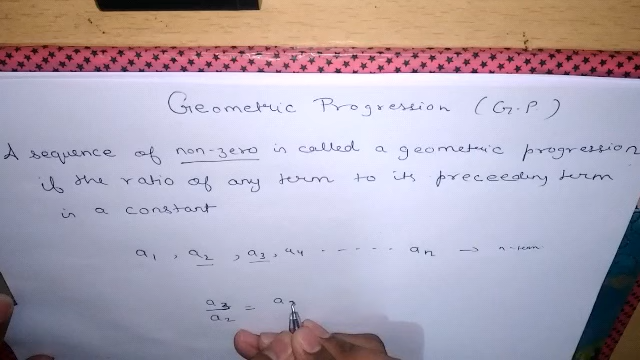 Geometric Progression (G.P)
A sequence of non-zero is called a geometric progression
if the ratio of any term to its preceeding term
is a constant
a₁, a₂, a₃, a₄ ------ aₙ → n-term
a₃/a₂ = a